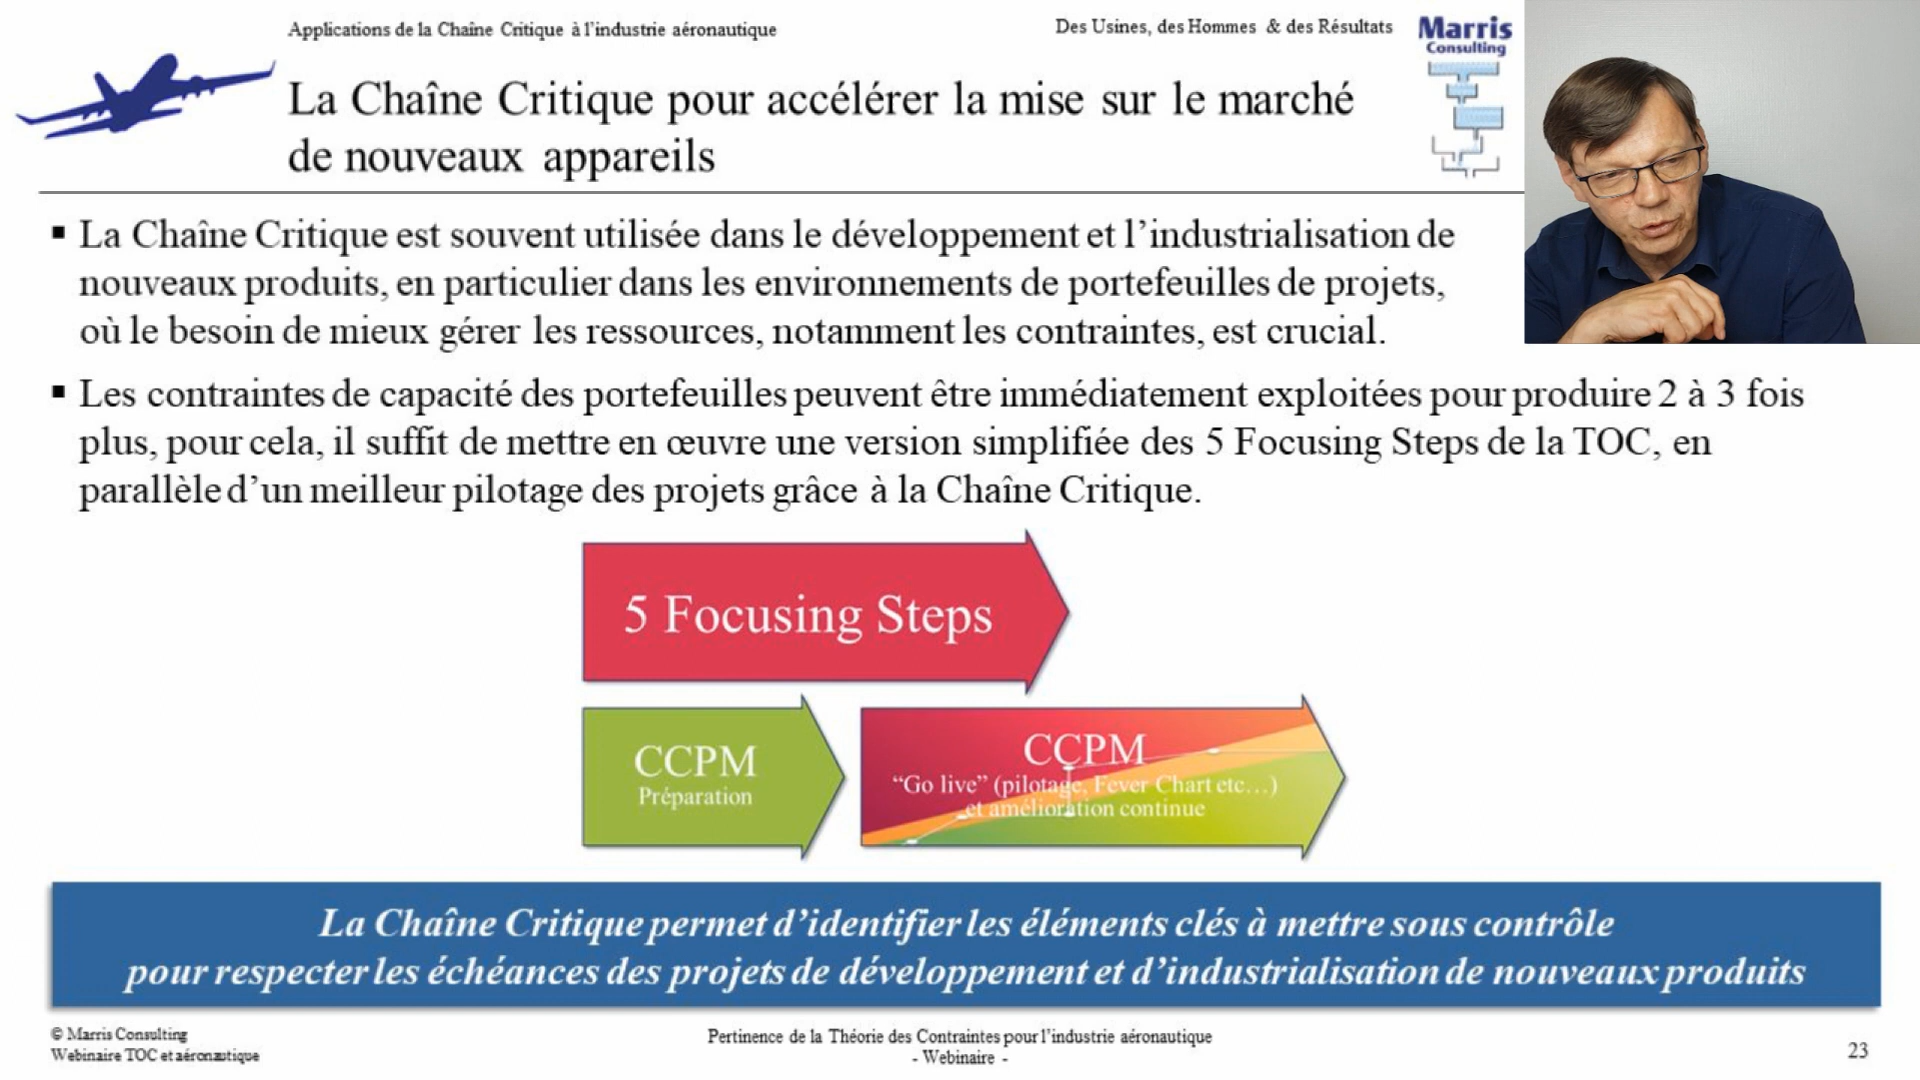 Applications de la Chaîne Critique à l'industrie aéronautique
Des Usines, des Hommes & des Résultats
Marris
Consulting
La Chaîne Critique pour accélérer la mise sur le marché
de nouveaux appareils
▪ La Chaîne Critique est souvent utilisée dans le développement et l'industrialisation de
nouveaux produits, en particulier dans les environnements de portefeuilles de projets,
où le besoin de mieux gérer les ressources, notamment les contraintes, est crucial.
▪ Les contraintes de capacité des portefeuilles peuvent être immédiatement exploitées pour produire 2 à 3 fois
plus, pour cela, il suffit de mettre en œuvre une version simplifiée des 5 Focusing Steps de la TOC, en
parallèle d'un meilleur pilotage des projets grâce à la Chaîne Critique.
5 Focusing Steps
CCPM
Préparation
CCPM
“Go live” (pilotage, Fever Chart etc…)
et amélioration continue
La Chaîne Critique permet d'identifier les éléments clés à mettre sous contrôle
pour respecter les échéances des projets de développement et d'industrialisation de nouveaux produits
© Marris Consulting
Webinaire TOC et aéronautique
Pertinence de la Théorie des Contraintes pour l'industrie aéronautique
- Webinaire -
23